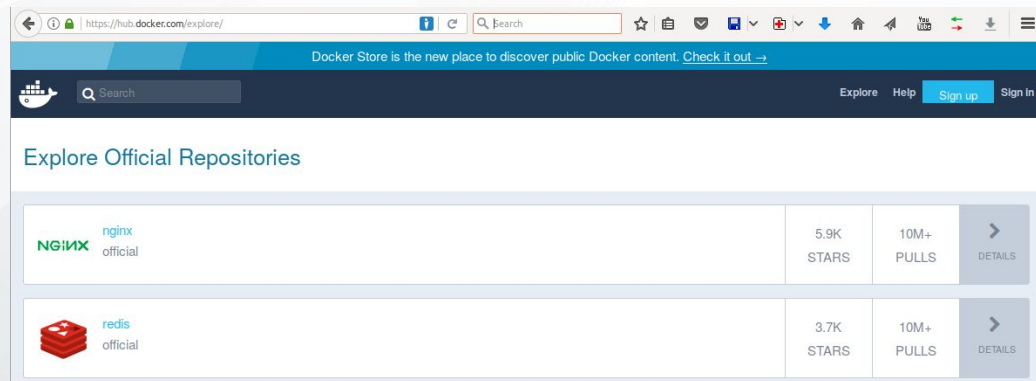 https://hub.docker.com/explore/
Search
You
Tube
Docker Store is the new place to discover public Docker content. Check it out →
Search
Explore
Help
Sign up
Sign In
Explore Official Repositories
NGINX
nginx
official
5.9K
STARS
10M+
PULLS
DETAILS
redis
official
3.7K
STARS
10M+
PULLS
DETAILS